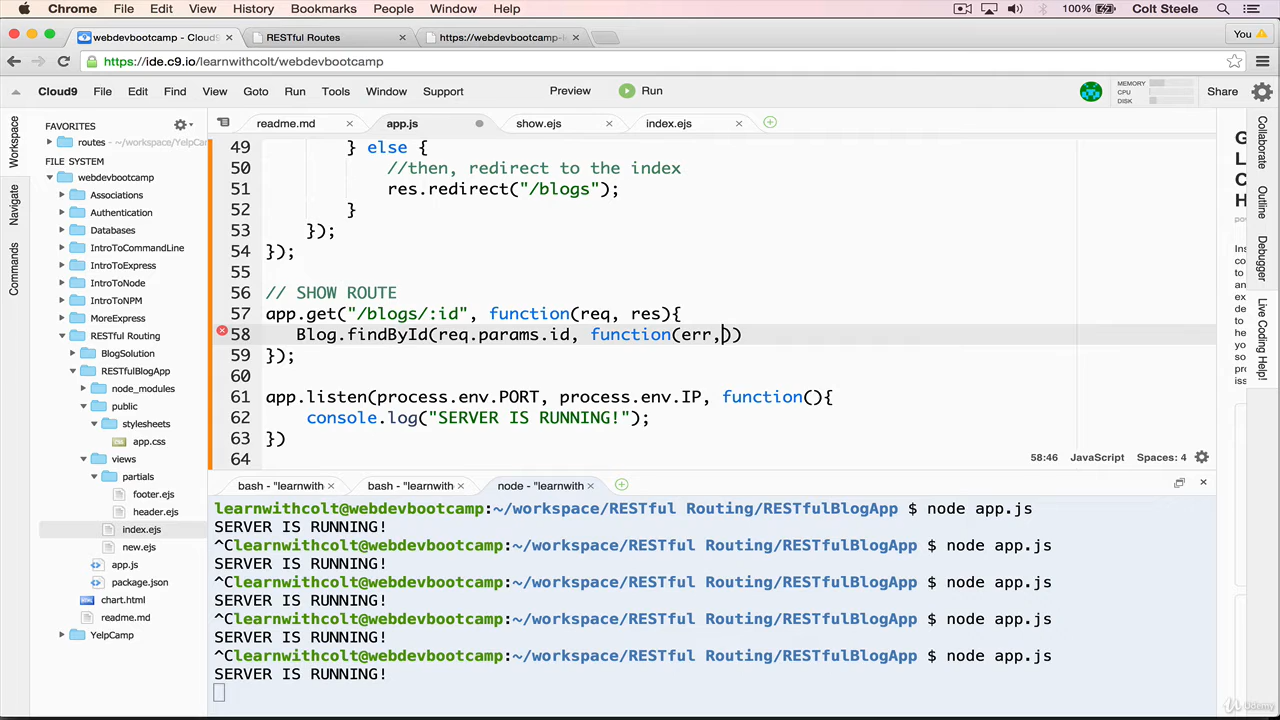 Chrome File Edit View History Bookmarks People Window Help 100% Colt Steele
webdevbootcamp - Cloud9 × RESTful Routes × https://webdevbootcamp-l × You
https://ide.c9.io/learnwithcolt/webdevbootcamp
Cloud9 File Edit Find View Goto Run Tools Window Support Preview Run MEMORY CPU DISK Share
Workspace
Navigate
Commands
FAVORITES
routes - ~/workspace/YelpCam
FILE SYSTEM
webdevbootcamp
Associations
Authentication
Databases
IntroToCommandLine
IntroToExpress
IntroToNode
IntroToNPM
MoreExpress
RESTful Routing
BlogSolution
RESTfulBlogApp
node_modules
public
stylesheets
app.css
views
partials
footer.ejs
header.ejs
index.ejs
new.ejs
app.js
package.json
chart.html
readme.md
YelpCamp
readme.md × app.js show.ejs × index.ejs ×
49 } else {
50 //then, redirect to the index
51 res.redirect("/blogs");
52 }
53 });
54 });
55
56 // SHOW ROUTE
57 app.get("/blogs/:id", function(req, res){
58 Blog.findById(req.params.id, function(err,))
59 });
60
61 app.listen(process.env.PORT, process.env.IP, function(){
62 console.log("SERVER IS RUNNING!");
63 })
64
58:46 JavaScript Spaces: 4
bash - "learnwith × bash - "learnwith × node - "learnwith ×
learnwithcolt@webdevbootcamp:~/workspace/RESTful Routing/RESTfulBlogApp $ node app.js
SERVER IS RUNNING!
^Clearnwithcolt@webdevbootcamp:~/workspace/RESTful Routing/RESTfulBlogApp $ node app.js
SERVER IS RUNNING!
^Clearnwithcolt@webdevbootcamp:~/workspace/RESTful Routing/RESTfulBlogApp $ node app.js
SERVER IS RUNNING!
^Clearnwithcolt@webdevbootcamp:~/workspace/RESTful Routing/RESTfulBlogApp $ node app.js
SERVER IS RUNNING!
^Clearnwithcolt@webdevbootcamp:~/workspace/RESTful Routing/RESTfulBlogApp $ node app.js
SERVER IS RUNNING!
Collaborate
Outline
Debugger
Live Coding Help!
Udemy